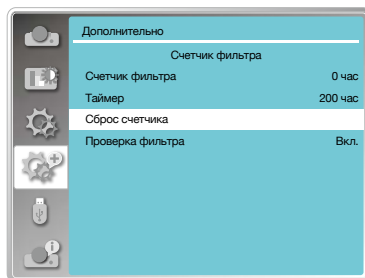 Дополнительно
Счетчик фильтра
Счетчик фильтра 0 час
Таймер 200 час
Сброс счетчика
Проверка фильтра Вкл.